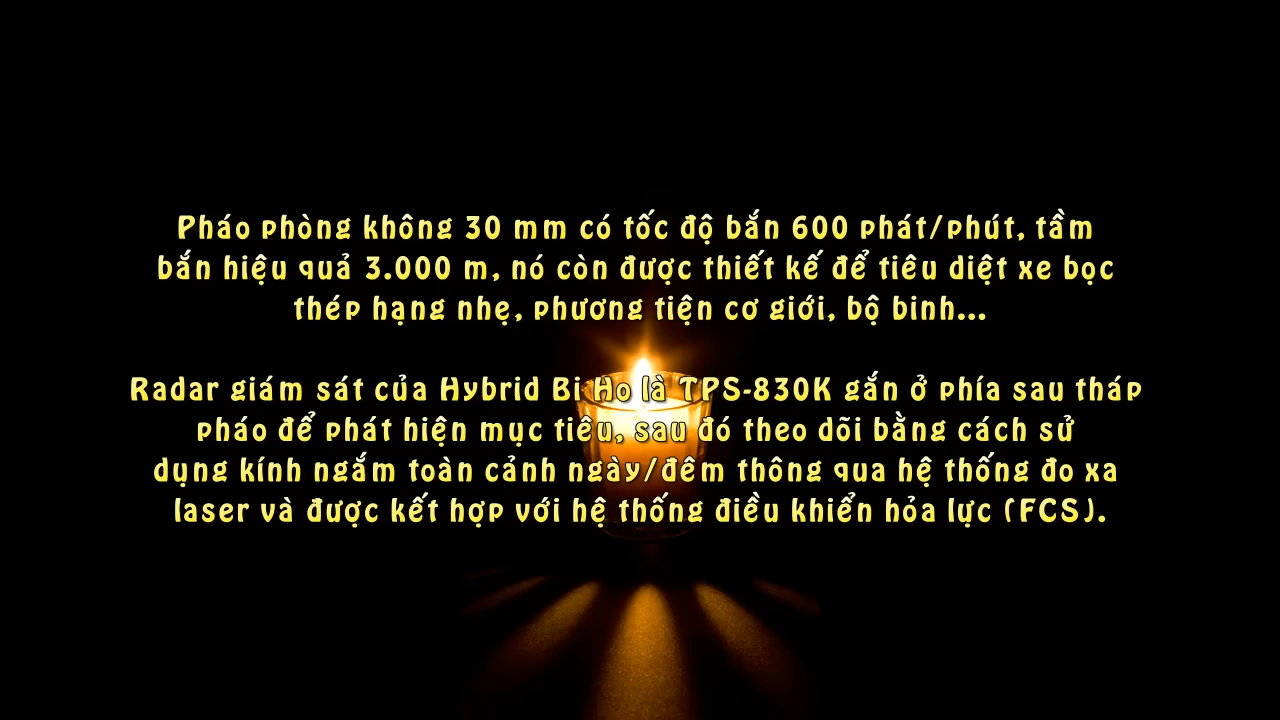 Pháo phòng không 30 mm có tốc độ bắn 600 phát/phút, tầm
bắn hiệu quả 3.000 m, nó còn được thiết kế để tiêu diệt xe bọc
thép hạng nhẹ, phương tiện cơ giới, bộ binh...
Radar giám sát của Hybrid Bi Ho là TPS-830K gắn ở phía sau tháp
pháo để phát hiện mục tiêu, sau đó theo dõi bằng cách sử
dụng kính ngắm toàn cảnh ngày/đêm thông qua hệ thống đo xa
laser và được kết hợp với hệ thống điều khiển hỏa lực (FCS).